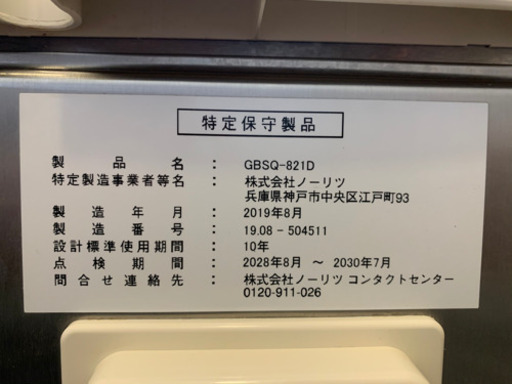 特定保守製品
製品名 : GBSQ-821D
特定製造事業者等名 : 株式会社ノーリツ
兵庫県神戸市中央区江戸町93
製造年月 : 2019年8月
製造番号 : 19.08-504511
設計標準使用期間 : 10年
点検期間 : 2028年8月 ～ 2030年7月
問合せ連絡先 : 株式会社ノーリツ コンタクトセンター
0120-911-026